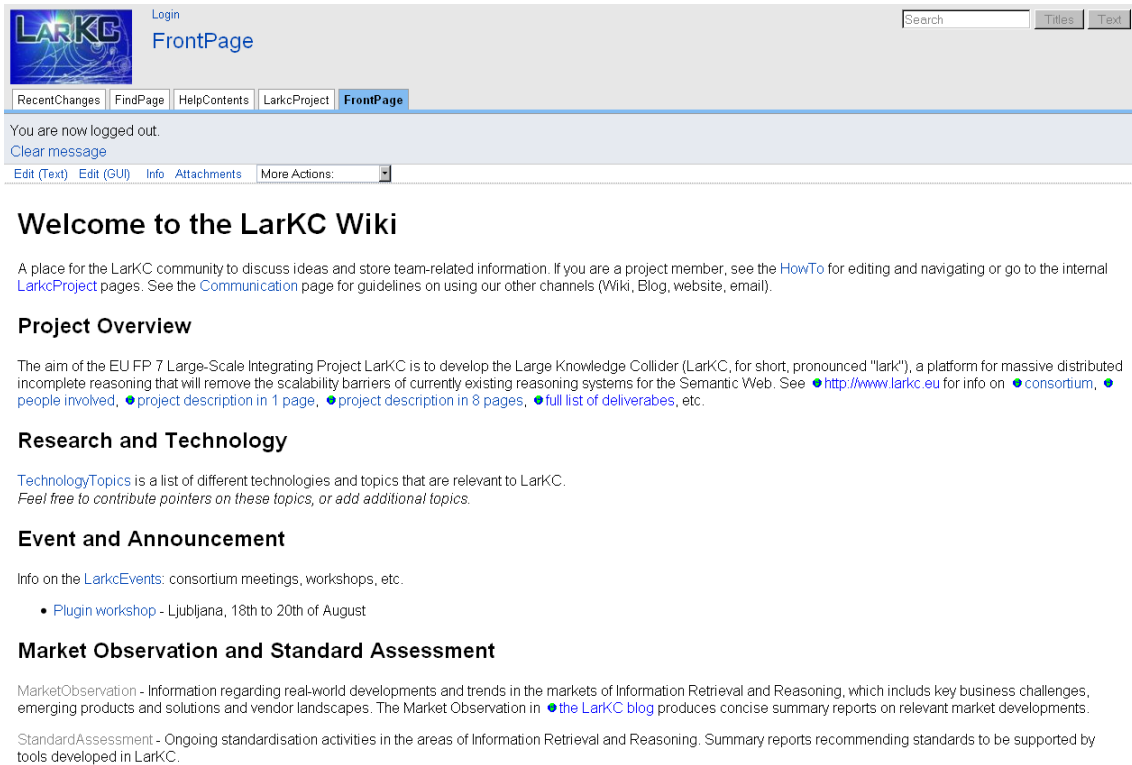 LARKC
Login
FrontPage
Search Titles Text
RecentChanges FindPage HelpContents LarkcProject FrontPage
You are now logged out.
Clear message
Edit (Text) Edit (GUI) Info Attachments More Actions:
Welcome to the LarKC Wiki
A place for the LarKC community to discuss ideas and store team-related information. If you are a project member, see the HowTo for editing and navigating or go to the internal
LarkcProject pages. See the Communication page for guidelines on using our other channels (Wiki, Blog, website, email).
Project Overview
The aim of the EU FP 7 Large-Scale Integrating Project LarKC is to develop the Large Knowledge Collider (LarKC, for short, pronounced "lark"), a platform for massive distributed
incomplete reasoning that will remove the scalability barriers of currently existing reasoning systems for the Semantic Web. See http://www.larkc.eu for info on consortium,
people involved, project description in 1 page, project description in 8 pages, full list of deliverabes, etc.
Research and Technology
TechnologyTopics is a list of different technologies and topics that are relevant to LarKC.
Feel free to contribute pointers on these topics, or add additional topics.
Event and Announcement
Info on the LarkcEvents: consortium meetings, workshops, etc.
• Plugin workshop - Ljubljana, 18th to 20th of August
Market Observation and Standard Assessment
MarketObservation - Information regarding real-world developments and trends in the markets of Information Retrieval and Reasoning, which includs key business challenges,
emerging products and solutions and vendor landscapes. The Market Observation in the LarKC blog produces concise summary reports on relevant market developments.
StandardAssessment - Ongoing standardisation activities in the areas of Information Retrieval and Reasoning. Summary reports recommending standards to be supported by
tools developed in LarKC.